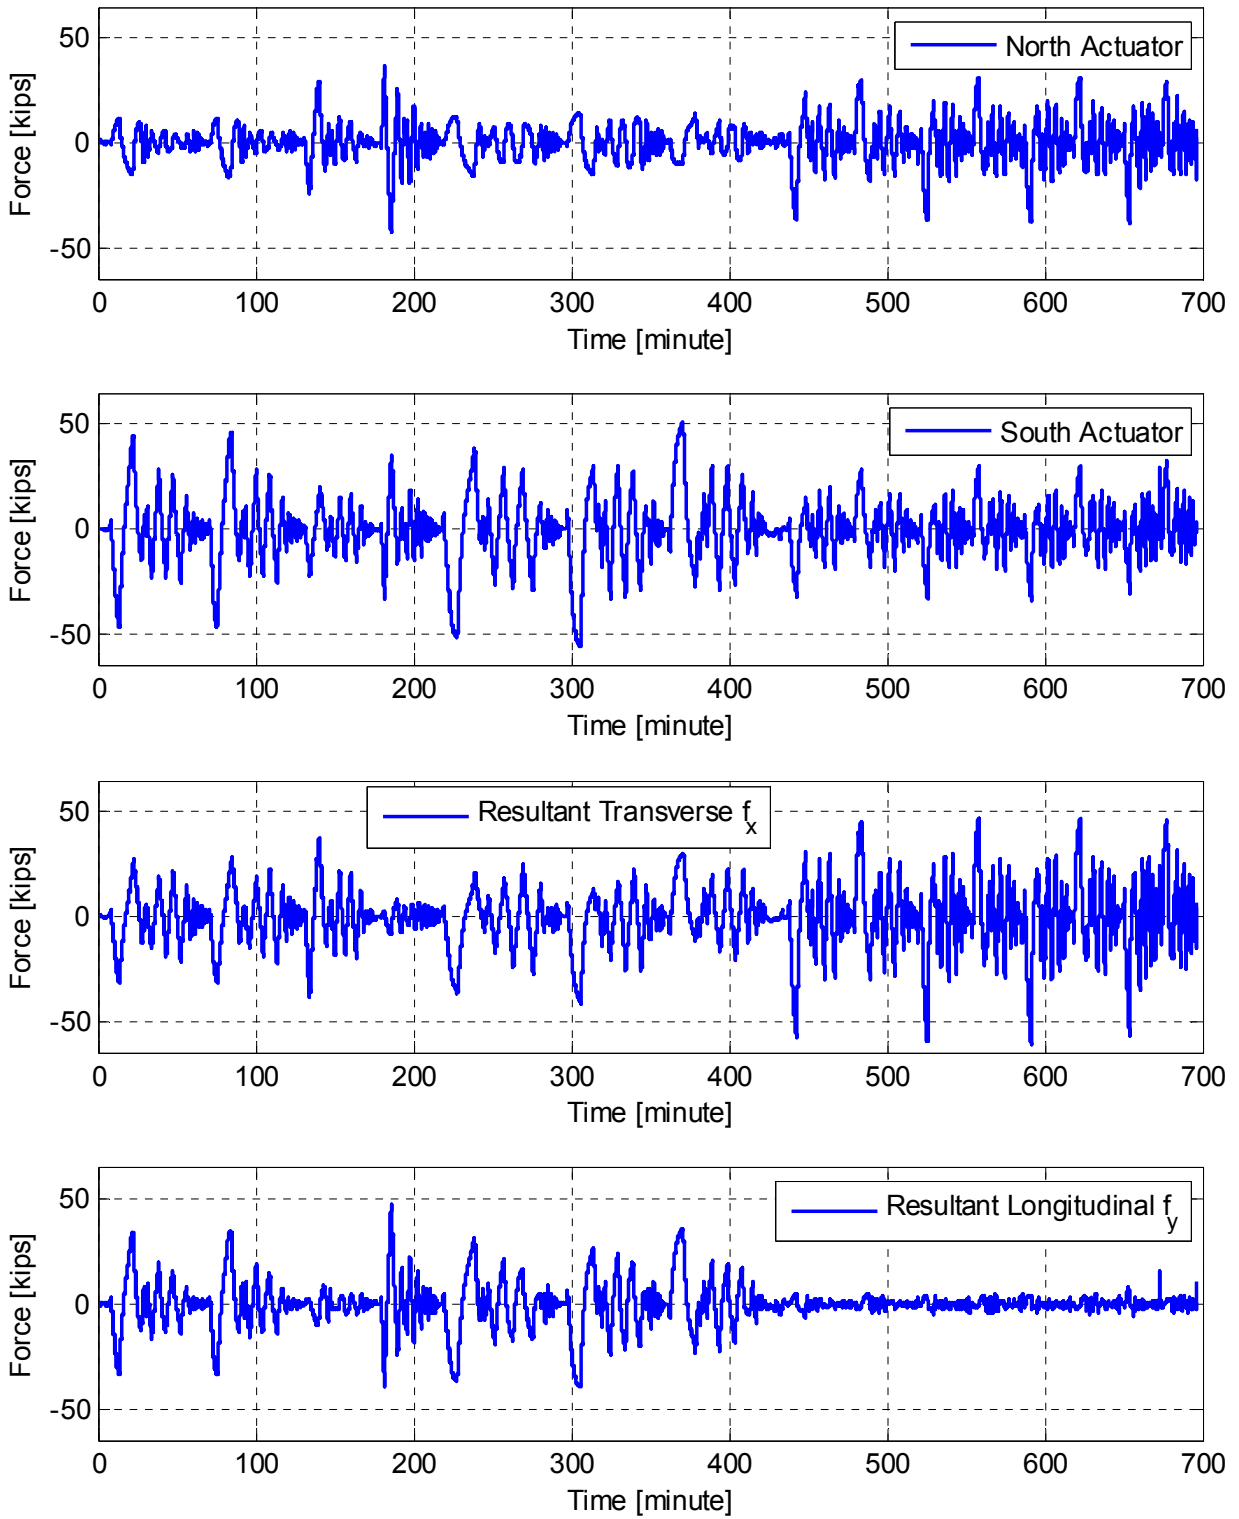 North Actuator
50
0
-50
Force [kips]
0 100 200 300 400 500 600 700
Time [minute]
South Actuator
50
0
-50
Force [kips]
0 100 200 300 400 500 600 700
Time [minute]
Resultant Transverse f_x
50
0
-50
Force [kips]
0 100 200 300 400 500 600 700
Time [minute]
Resultant Longitudinal f_y
50
0
-50
Force [kips]
0 100 200 300 400 500 600 700
Time [minute]